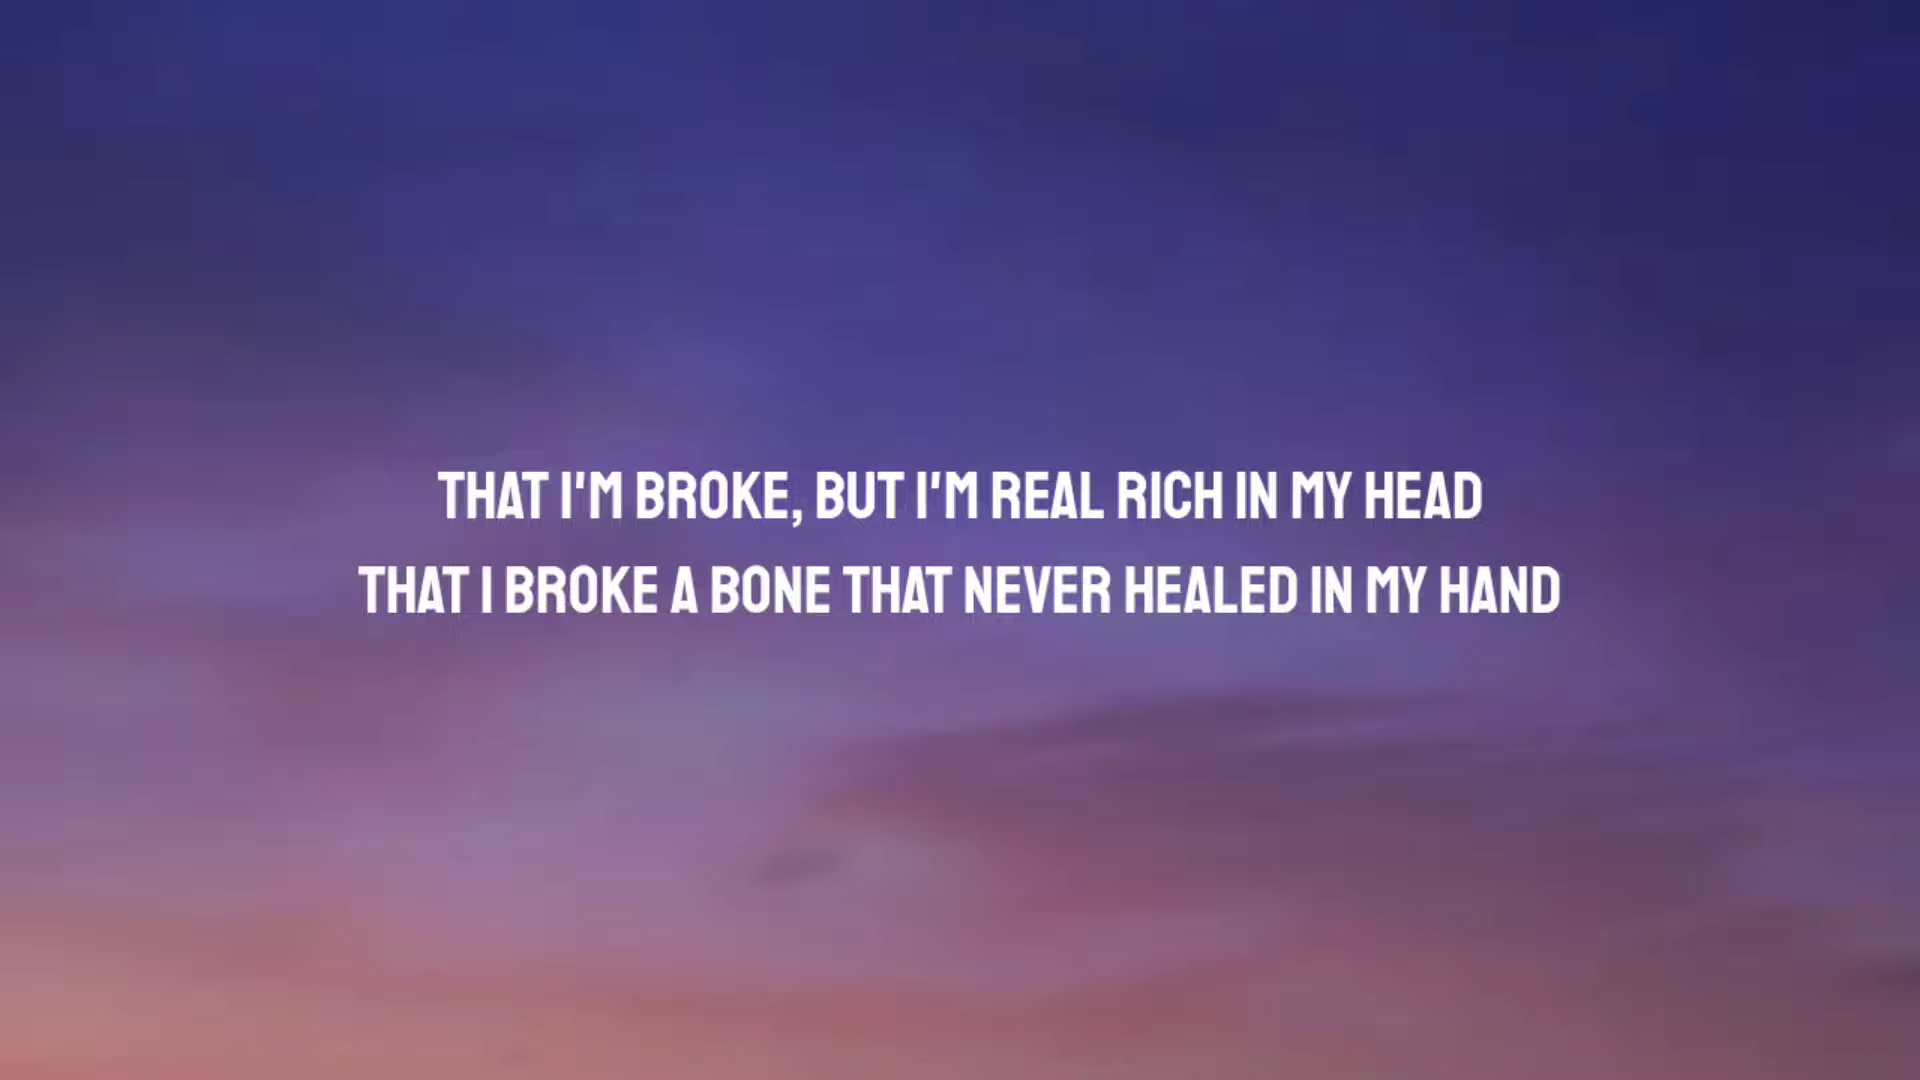 THAT I'M BROKE, BUT I'M REAL RICH IN MY HEAD
THAT I BROKE A BONE THAT NEVER HEALED IN MY HAND